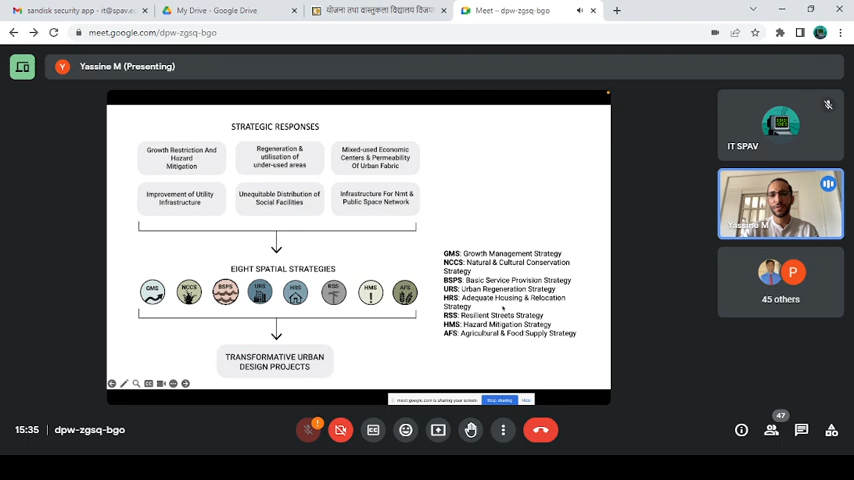 sandisk security app - it@spav.ec
My Drive - Google Drive
योजना तथा वास्तुकला विद्यालय विजय
Meet – dpw-zgsq-bgo
meet.google.com/dpw-zgsq-bgo
Y
Yassine M (Presenting)
STRATEGIC RESPONSES
Growth Restriction And
Hazard
Mitigation
Regeneration &
utilisation of
under-used areas
Mixed-used Economic
Centers & Permeability
Of Urban Fabric
Improvement of Utility
Infrastructure
Unequitable Distribution of
Social Facilities
Infrastructure For Nmt &
Public Space Network
EIGHT SPATIAL STRATEGIES
GMS
NCCS
BSPS
URS
HRS
RSS
HMS
AFS
TRANSFORMATIVE URBAN
DESIGN PROJECTS
GMS: Growth Management Strategy
NCCS: Natural & Cultural Conservation
Strategy
BSPS: Basic Service Provision Strategy
URS: Urban Regeneration Strategy
HRS: Adequate Housing & Relocation
Strategy
RSS: Resilient Streets Strategy
HMS: Hazard Mitigation Strategy
AFS: Agricultural & Food Supply Strategy
meet.google.com is sharing your screen.
Stop sharing
Hide
IT SPAV
Yassine M
P
45 others
15:35
dpw-zgsq-bgo
47